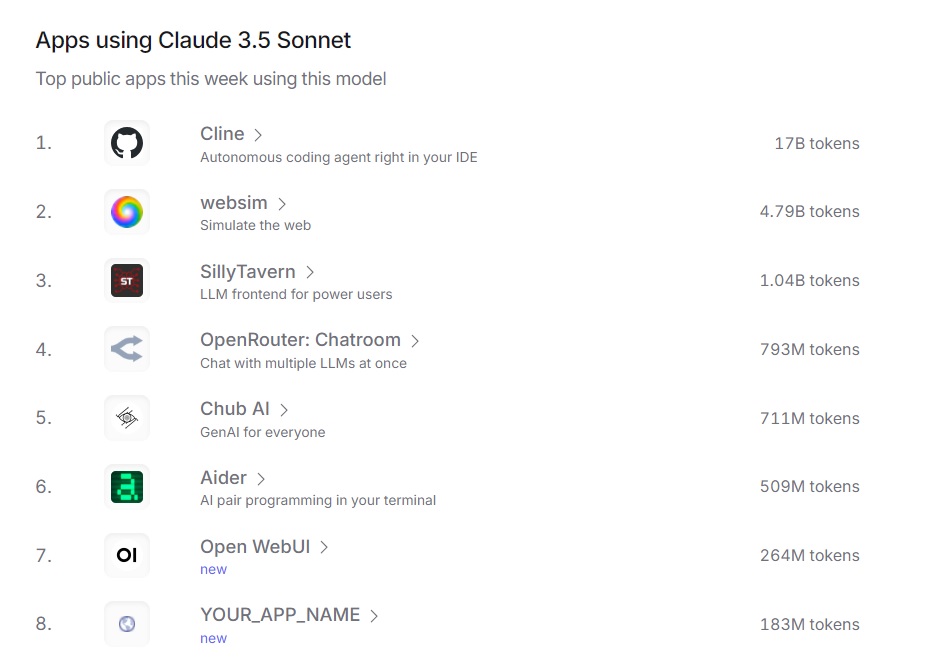 Apps using Claude 3.5 Sonnet
Top public apps this week using this model
1.
Cline
Autonomous coding agent right in your IDE
17B tokens
2.
websim
Simulate the web
4.79B tokens
3.
ST
SillyTavern
LLM frontend for power users
1.04B tokens
4.
OpenRouter: Chatroom
Chat with multiple LLMs at once
793M tokens
5.
Chub AI
GenAI for everyone
711M tokens
6.
a
Aider
AI pair programming in your terminal
509M tokens
7.
OI
Open WebUI
new
264M tokens
8.
YOUR_APP_NAME
new
183M tokens